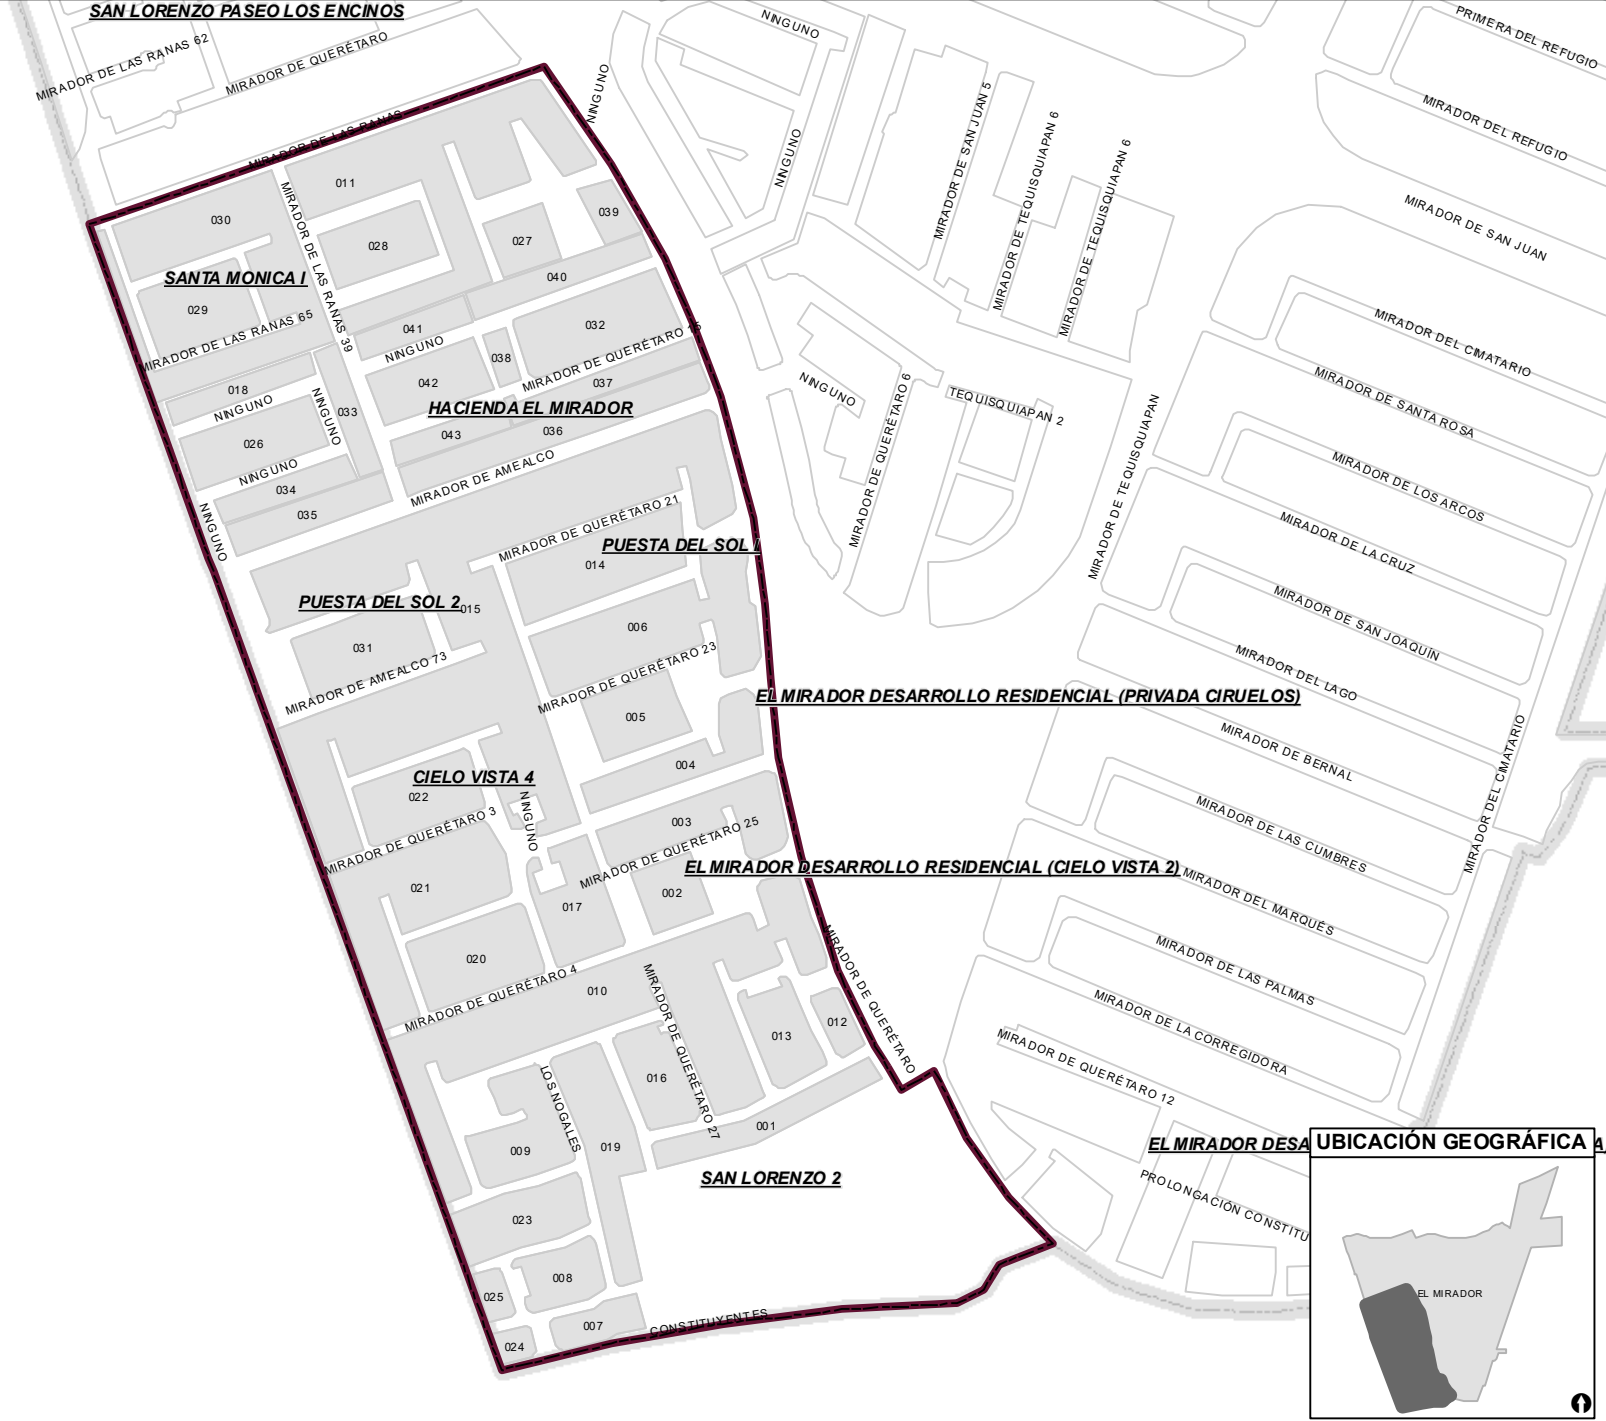 SAN LORENZO PASEO LOS ENCINOS
MIRADOR DE LAS RANAS 62
MIRADOR DE QUERÉTARO
NINGUNO
NINGUNO
NINGUNO
PRIMERA DEL REFUGIO
MIRADOR DEL REFUGIO
MIRADOR DE SAN JUAN
MIRADOR DE LAS RANAS
MIRADOR DE SAN JUAN 5
MIRADOR DE TEQUISQUIAPAN 6
MIRADOR DE TEQUISQUIAPAN 6
011
030
039
028
027
MIRADOR DE LAS RANAS 39
SANTA MONICA I
040
029
MIRADOR DE LAS RANAS 65
041
032
NINGUNO
038
MIRADOR DE QUERÉTARO 15
MIRADOR DEL CIMATARIO
018
042
037
NINGUNO
NINGUNO
033
HACIENDA EL MIRADOR
NINGUNO
MIRADOR DE QUERÉTARO 6
TEQUISQUIAPAN 2
MIRADOR DE TEQUISQUIAPAN
MIRADOR DE SANTA ROSA
026
043
036
NINGUNO
MIRADOR DE AMEALCO
034
035
NINGUNO
MIRADOR DE LOS ARCOS
MIRADOR DE LA CRUZ
MIRADOR DE QUERÉTARO 21
PUESTA DEL SOL I
014
PUESTA DEL SOL 2
015
006
MIRADOR DE SAN JOAQUÍN
031
MIRADOR DE AMEALCO 73
MIRADOR DE QUERÉTARO 23
MIRADOR DEL LAGO
EL MIRADOR DESARROLLO RESIDENCIAL (PRIVADA CIRUELOS)
005
MIRADOR DE BERNAL
MIRADOR DEL CIMATARIO
004
CIELO VISTA 4
022
NINGUNO
MIRADOR DE QUERÉTARO 3
003
MIRADOR DE QUERÉTARO 25
MIRADOR DE LAS CUMBRES
EL MIRADOR DESARROLLO RESIDENCIAL (CIELO VISTA 2)
MIRADOR DEL MARQUÉS
021
002
017
020
MIRADOR DE LAS PALMAS
MIRADOR DE QUERÉTARO 4
010
MIRADOR DE QUERÉTARO 27
MIRADOR DE QUERÉTARO
MIRADOR DE LA CORREGIDORA
012
013
MIRADOR DE QUERÉTARO 12
016
LOS NOGALES
001
009
019
EL MIRADOR DESA
UBICACIÓN GEOGRÁFICA
SAN LORENZO 2
PROLONGACIÓN CONSTITU
023
008
025
EL MIRADOR
007
CONSTITUYENTES
024